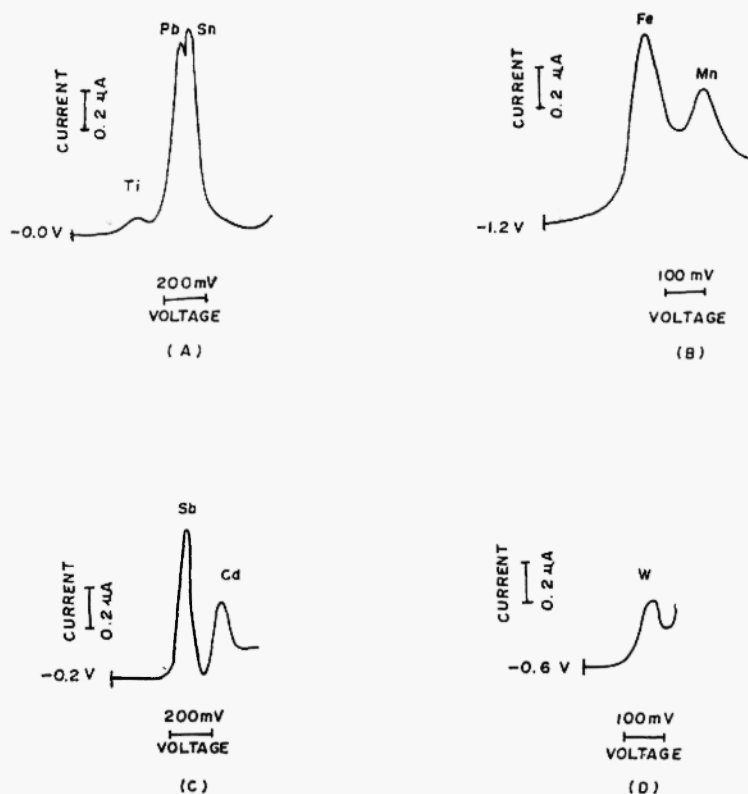 Pb Sn
CURRENT
0.2 µA
Ti
-0.0 V
200mV
VOLTAGE
(A)
Fe
Mn
CURRENT
0.2 µA
-1.2 V
100 mV
VOLTAGE
(B)
Sb
Cd
CURRENT
0.2 µA
-0.2 V
200mV
VOLTAGE
(C)
W
CURRENT
0.2 µA
-0.6 V
100mV
VOLTAGE
(D)